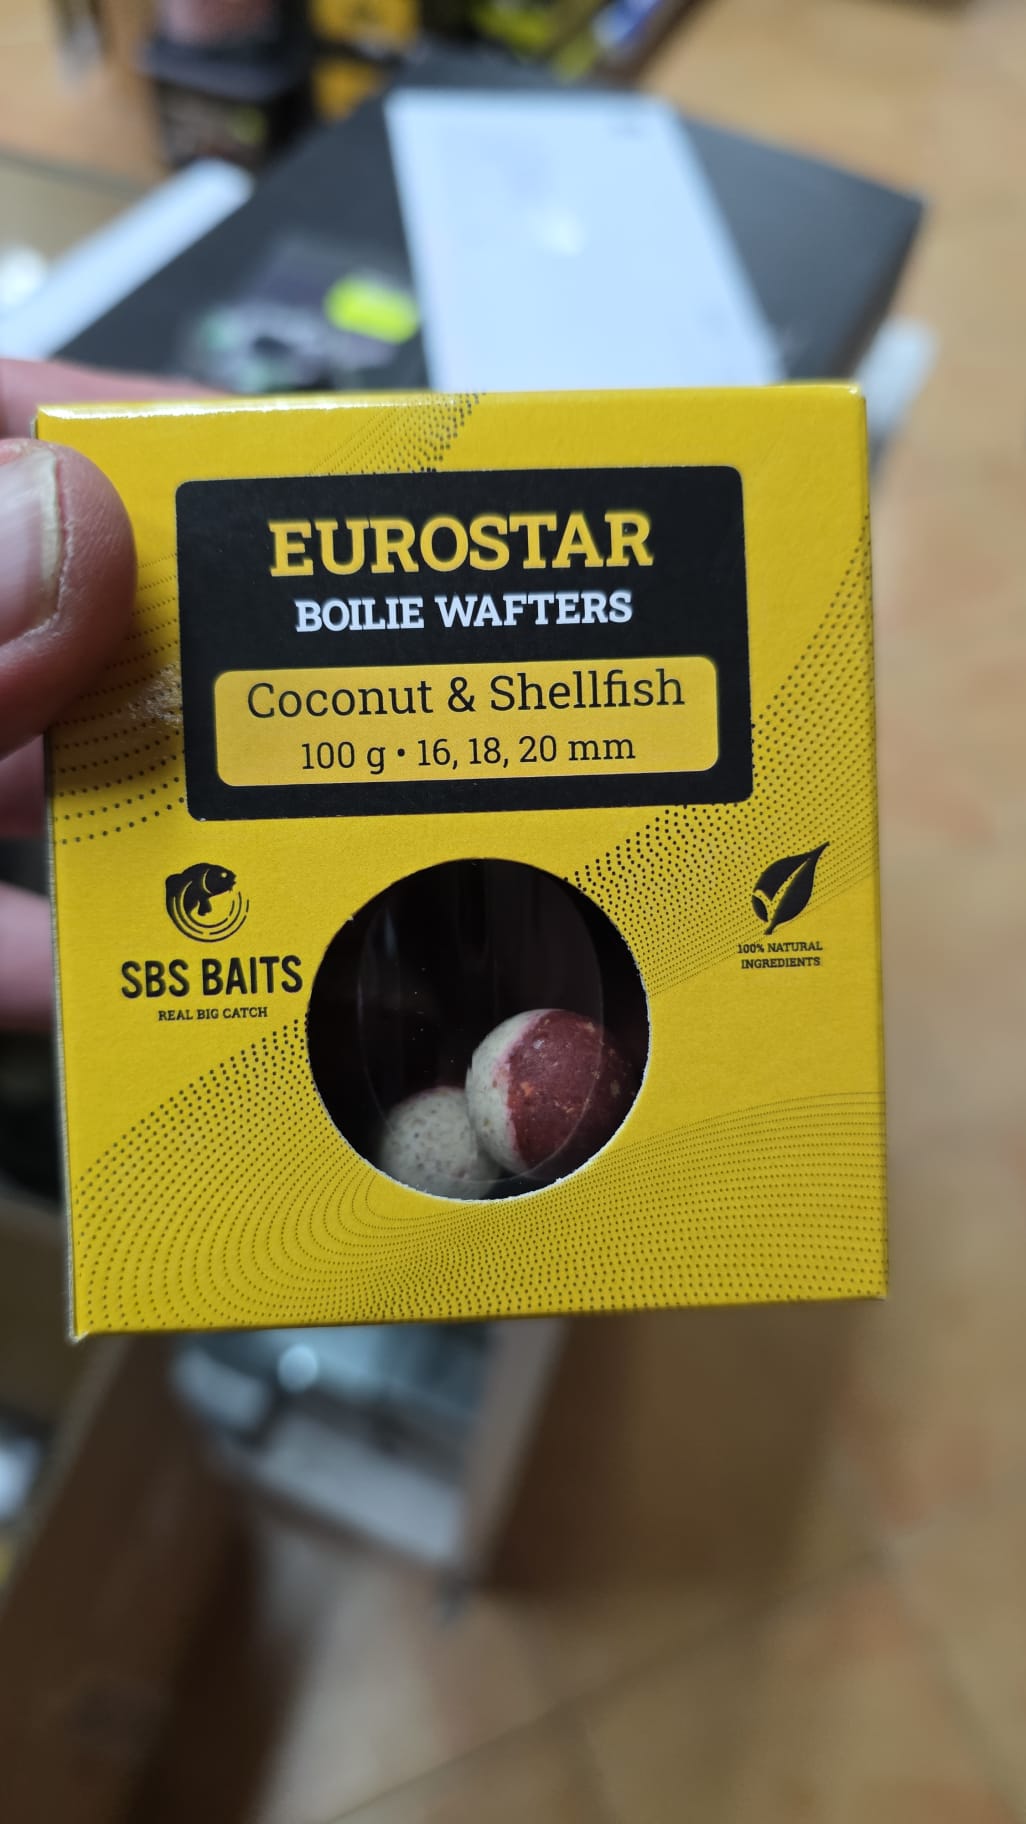 EUROSTAR
BOILIE WAFTERS
Coconut & Shellfish
100 g • 16, 18, 20 mm
SBS BAITS
REAL BIG CATCH
100% NATURAL
INGREDIENTS